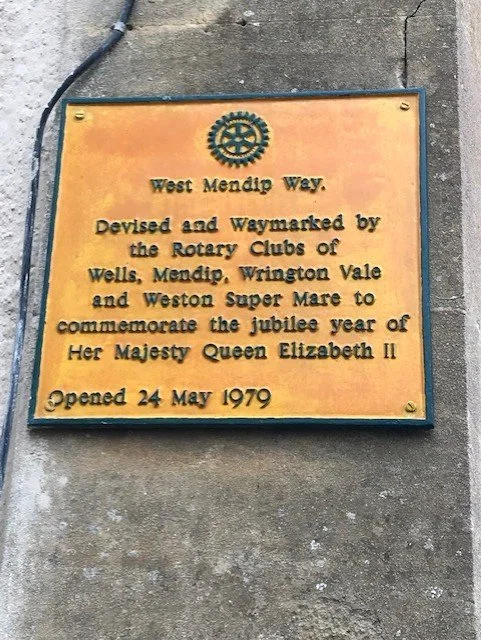 West Mendip Way.
Devised and Waymarked by
the Rotary Clubs of
Wells, Mendip, Wrington Vale
and Weston Super Mare to
commemorate the jubilee year of
Her Majesty Queen Elizabeth II
Opened 24 May 1979